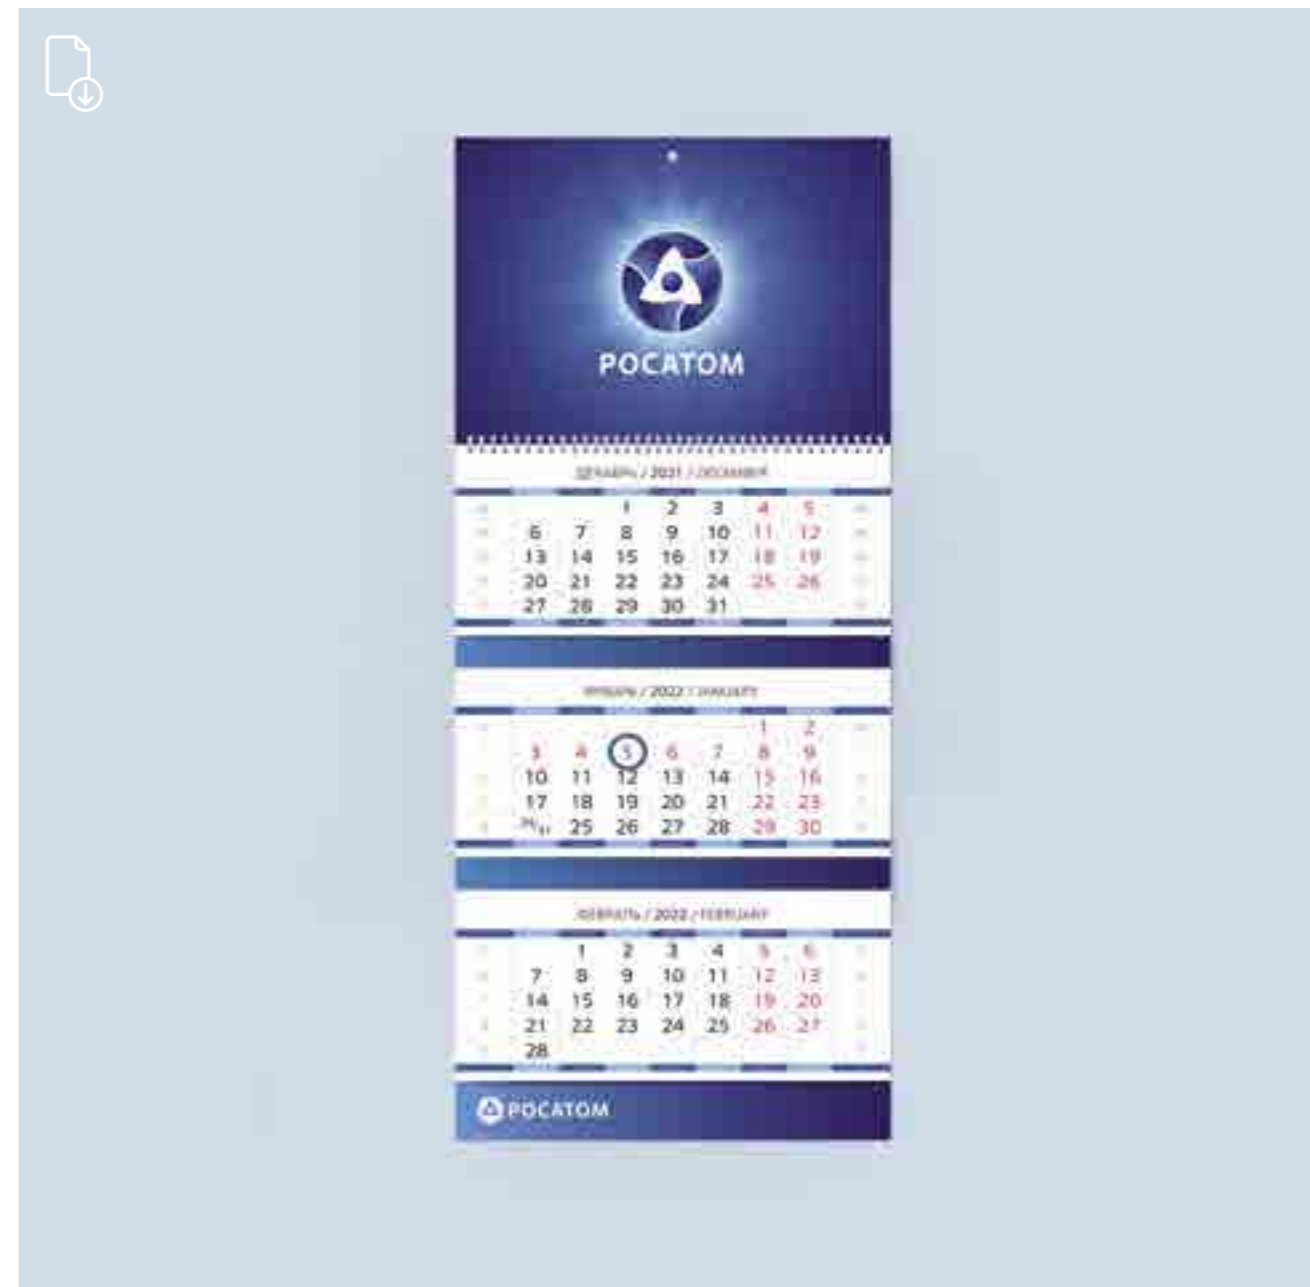 РОСАТОМ
ДЕКАБРЬ / 2021 / DECEMBER
1 2 3 4 5
6 7 8 9 10 11 12
13 14 15 16 17 18 19
20 21 22 23 24 25 26
27 28 29 30 31
ЯНВАРЬ / 2022 / JANUARY
1 2
3 4 5 6 7 8 9
10 11 12 13 14 15 16
17 18 19 20 21 22 23
24/31 25 26 27 28 29 30
ФЕВРАЛЬ / 2022 / FEBRUARY
1 2 3 4 5 6
7 8 9 10 11 12 13
14 15 16 17 18 19 20
21 22 23 24 25 26 27
28
РОСАТОМ